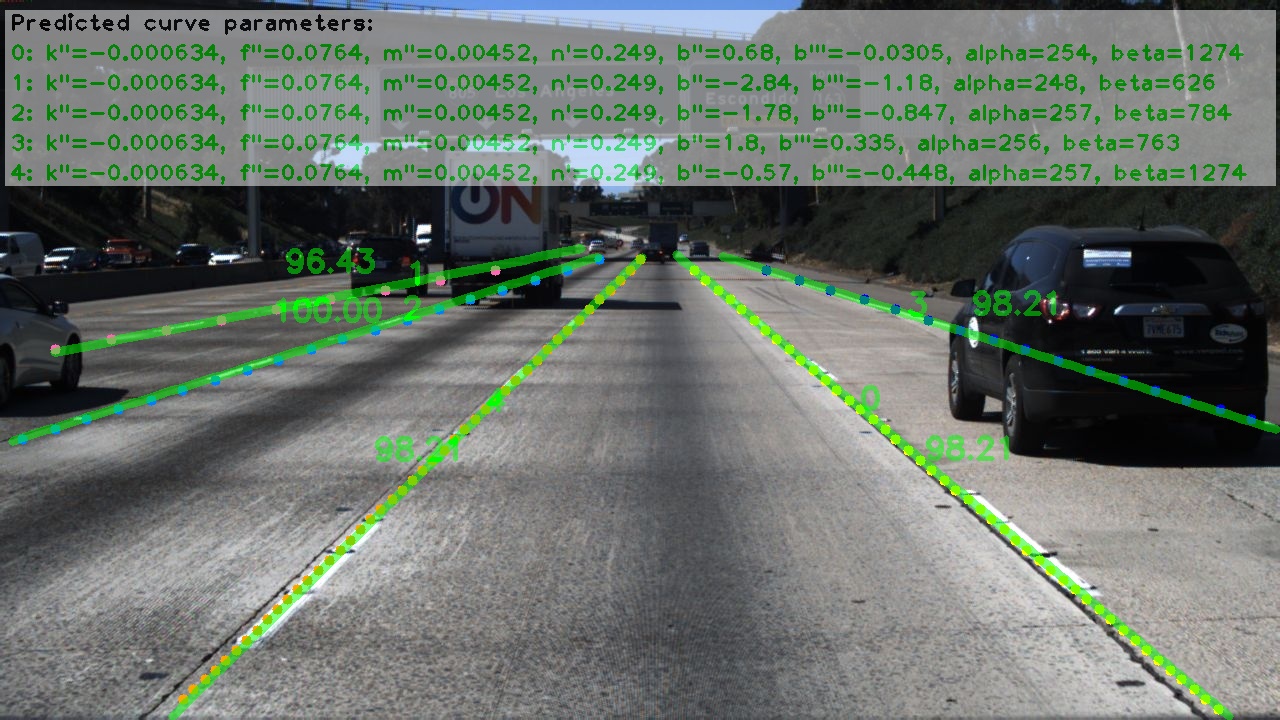 Predicted curve parameters:
0: k''=-0.000634, f''=0.0764, m''=0.00452, n'=0.249, b''=0.68, b'''=-0.0305, alpha=254, beta=1274
1: k''=-0.000634, f''=0.0764, m''=0.00452, n'=0.249, b''=-2.84, b'''=-1.18, alpha=248, beta=626
2: k''=-0.000634, f''=0.0764, m''=0.00452, n'=0.249, b''=-1.78, b'''=-0.847, alpha=257, beta=784
3: k''=-0.000634, f''=0.0764, m''=0.00452, n'=0.249, b''=1.8, b'''=0.335, alpha=256, beta=763
4: k''=-0.000634, f''=0.0764, m''=0.00452, n'=0.249, b''=-0.57, b'''=-0.448, alpha=257, beta=1274
Los Angeles
Escondido 163
ON
96.43 1
100.00 2
3 98.21
7VME675
0
98.21
98.21